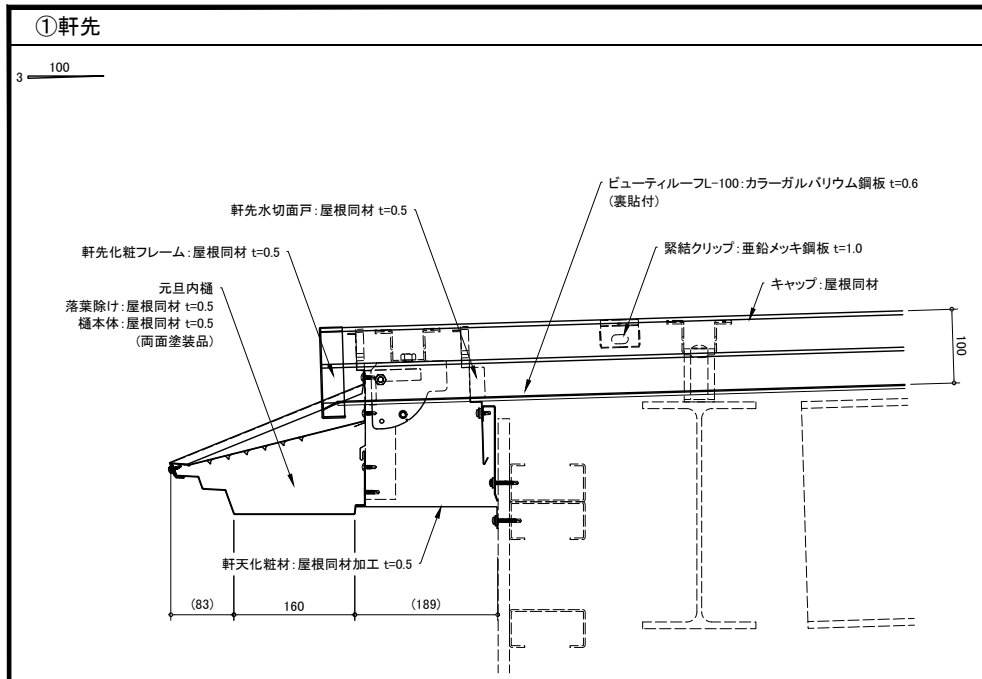 ①軒先
100
3
ビューティルーフL-100:カラーガルバリウム鋼板 t=0.6
(裏貼付)
軒先水切面戸:屋根同材 t=0.5
緊結クリップ:亜鉛メッキ鋼板 t=1.0
軒先化粧フレーム:屋根同材 t=0.5
キャップ:屋根同材
元旦内樋
落葉除け:屋根同材 t=0.5
樋本体:屋根同材 t=0.5
(両面塗装品)
100
軒天化粧材:屋根同材加工 t=0.5
(83)
160
(189)